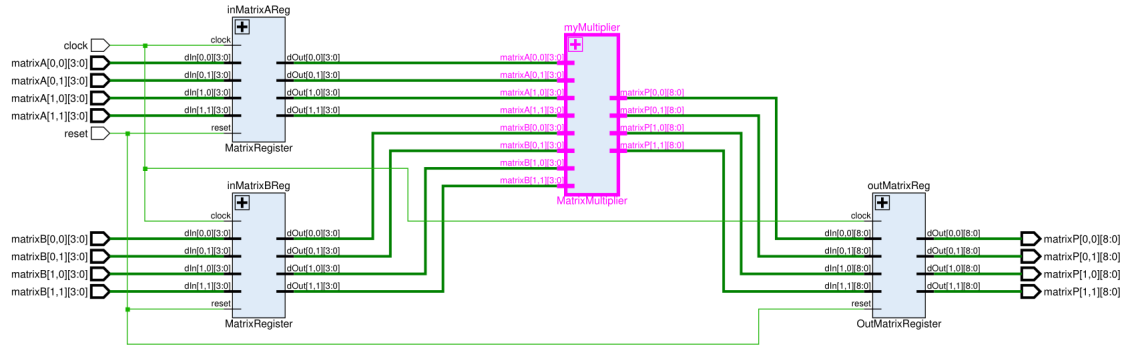 inMatrixAReg
clock
dIn[0,0][3:0]
dIn[0,1][3:0]
dIn[1,0][3:0]
dIn[1,1][3:0]
reset
dOut[0,0][3:0]
dOut[0,1][3:0]
dOut[1,0][3:0]
dOut[1,1][3:0]
MatrixRegister
clock
matrixA[0,0][3:0]
matrixA[0,1][3:0]
matrixA[1,0][3:0]
matrixA[1,1][3:0]
reset
myMultiplier
matrixA[0,0][3:0]
matrixA[0,1][3:0]
matrixA[1,0][3:0]
matrixA[1,1][3:0]
matrixB[0,0][3:0]
matrixB[0,1][3:0]
matrixB[1,0][3:0]
matrixB[1,1][3:0]
matrixP[0,0][8:0]
matrixP[0,1][8:0]
matrixP[1,0][8:0]
matrixP[1,1][8:0]
MatrixMultiplier
inMatrixBReg
clock
dIn[0,0][3:0]
dIn[0,1][3:0]
dIn[1,0][3:0]
dIn[1,1][3:0]
reset
dOut[0,0][3:0]
dOut[0,1][3:0]
dOut[1,0][3:0]
dOut[1,1][3:0]
MatrixRegister
matrixB[0,0][3:0]
matrixB[0,1][3:0]
matrixB[1,0][3:0]
matrixB[1,1][3:0]
outMatrixReg
clock
dIn[0,0][8:0]
dIn[0,1][8:0]
dIn[1,0][8:0]
dIn[1,1][8:0]
reset
dOut[0,0][8:0]
dOut[0,1][8:0]
dOut[1,0][8:0]
dOut[1,1][8:0]
OutMatrixRegister
matrixP[0,0][8:0]
matrixP[0,1][8:0]
matrixP[1,0][8:0]
matrixP[1,1][8:0]